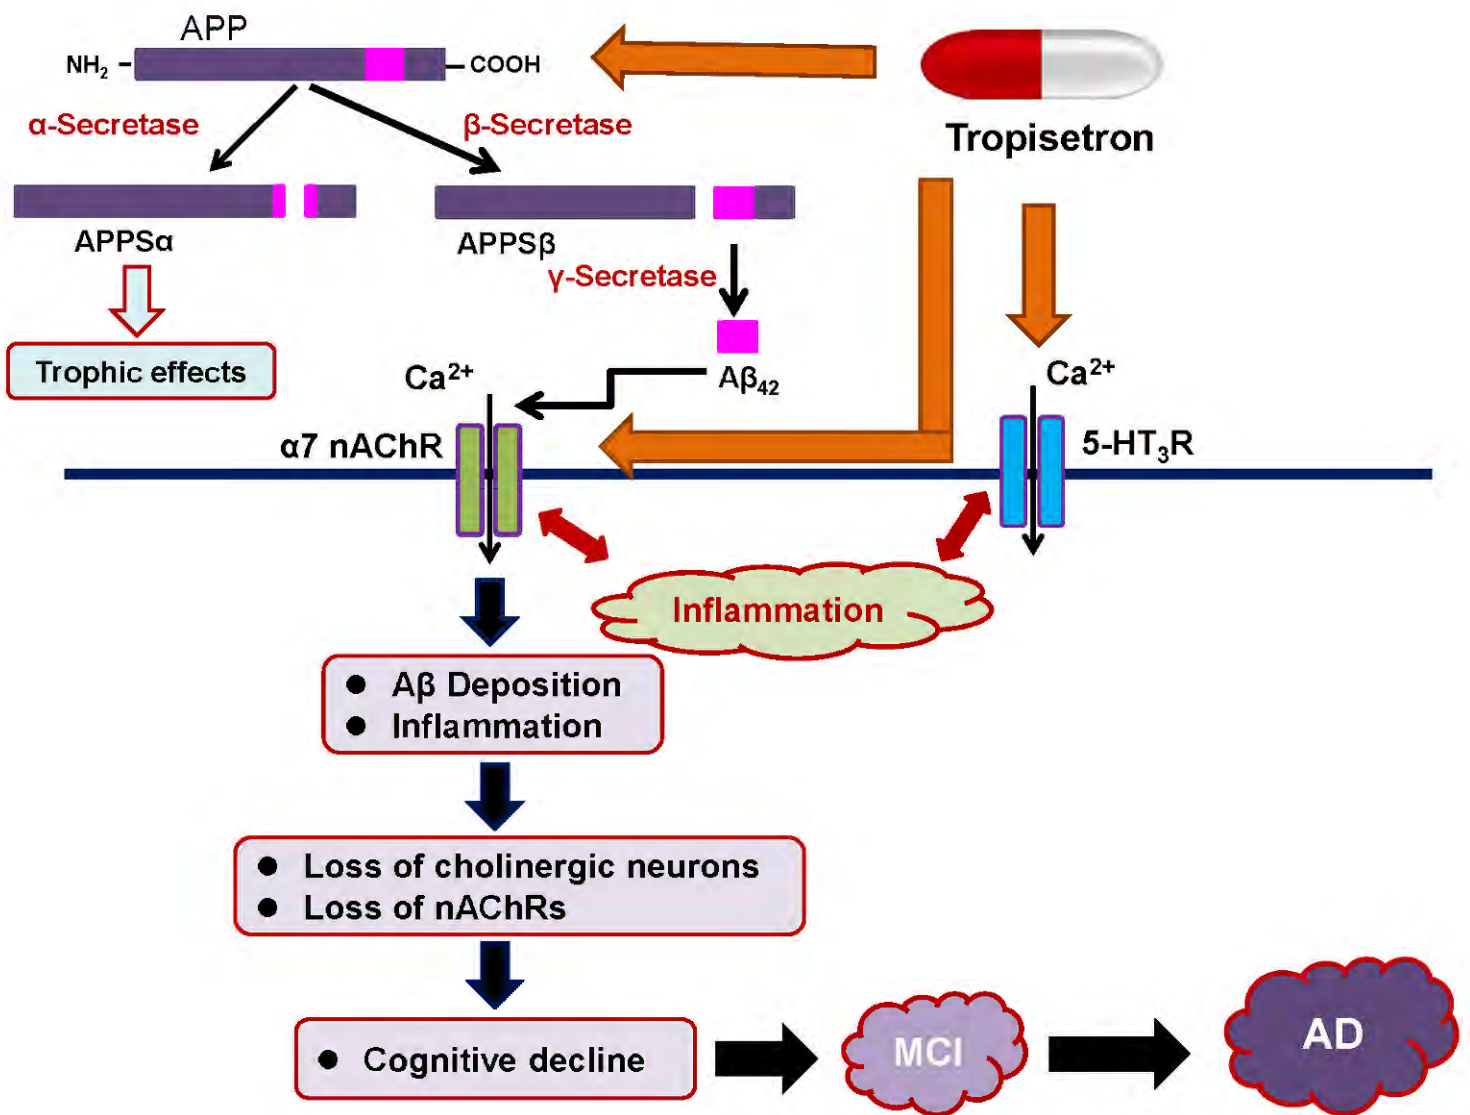 APP
NH₂
COOH
α-Secretase
β-Secretase
Tropisetron
APPSα
APPSβ
γ-Secretase
Trophic effects
Ca²⁺
Aβ₄₂
Ca²⁺
α7 nAChR
5-HT₃R
Inflammation
● Aβ Deposition
● Inflammation
● Loss of cholinergic neurons
● Loss of nAChRs
● Cognitive decline
MCI
AD